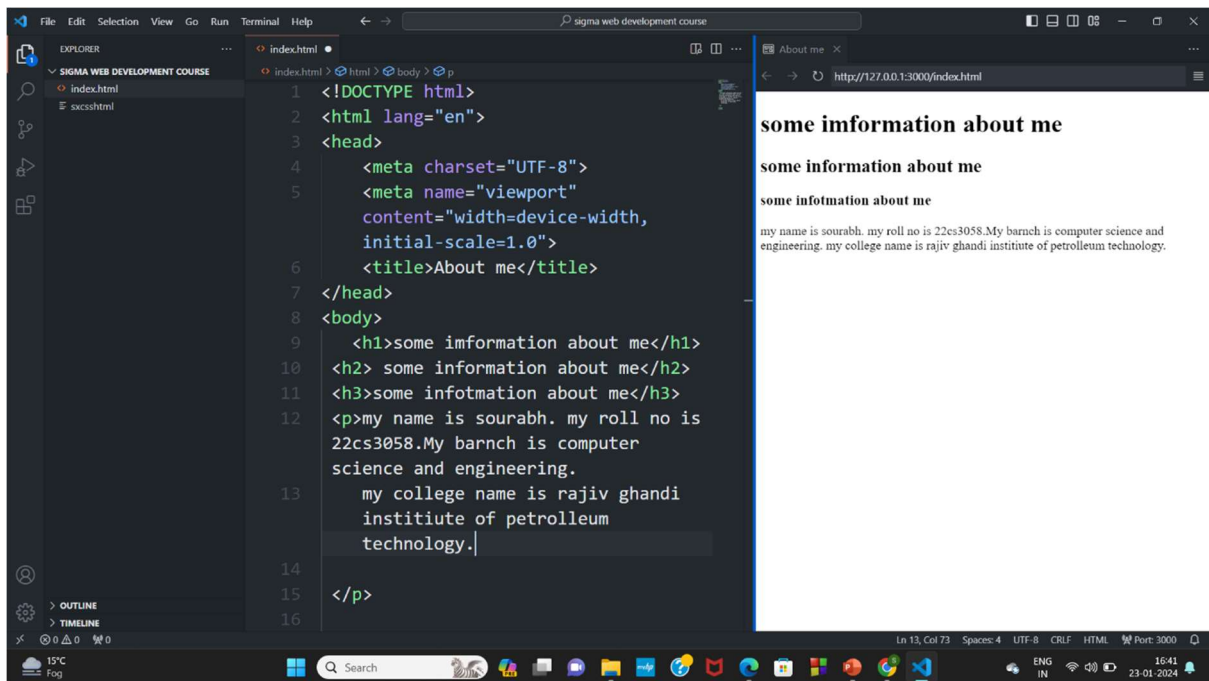 File Edit Selection View Go Run Terminal Help
sigma web development course
EXPLORER
SIGMA WEB DEVELOPMENT COURSE
index.html
sxcsshtml
OUTLINE
TIMELINE
index.html
index.html > html > body > p
1 <!DOCTYPE html>
2 <html lang="en">
3 <head>
4 <meta charset="UTF-8">
5 <meta name="viewport"
content="width=device-width,
initial-scale=1.0">
6 <title>About me</title>
7 </head>
8 <body>
9 <h1>some imformation about me</h1>
10 <h2> some information about me</h2>
11 <h3>some infotmation about me</h3>
12 <p>my name is sourabh. my roll no is
22cs3058.My barnch is computer
science and engineering.
13 my college name is rajiv ghandi
institiute of petrolleum
technology.
14
15 </p>
16
About me
http://127.0.0.1:3000/index.html
some imformation about me
some information about me
some infotmation about me
my name is sourabh. my roll no is 22cs3058.My barnch is computer science and
engineering. my college name is rajiv ghandi institiute of petrolleum technology.
0 0 0
Ln 13, Col 73 Spaces: 4 UTF-8 CRLF HTML Port: 3000
15°C
Fog
Search
ENG
IN
16:41
23-01-2024